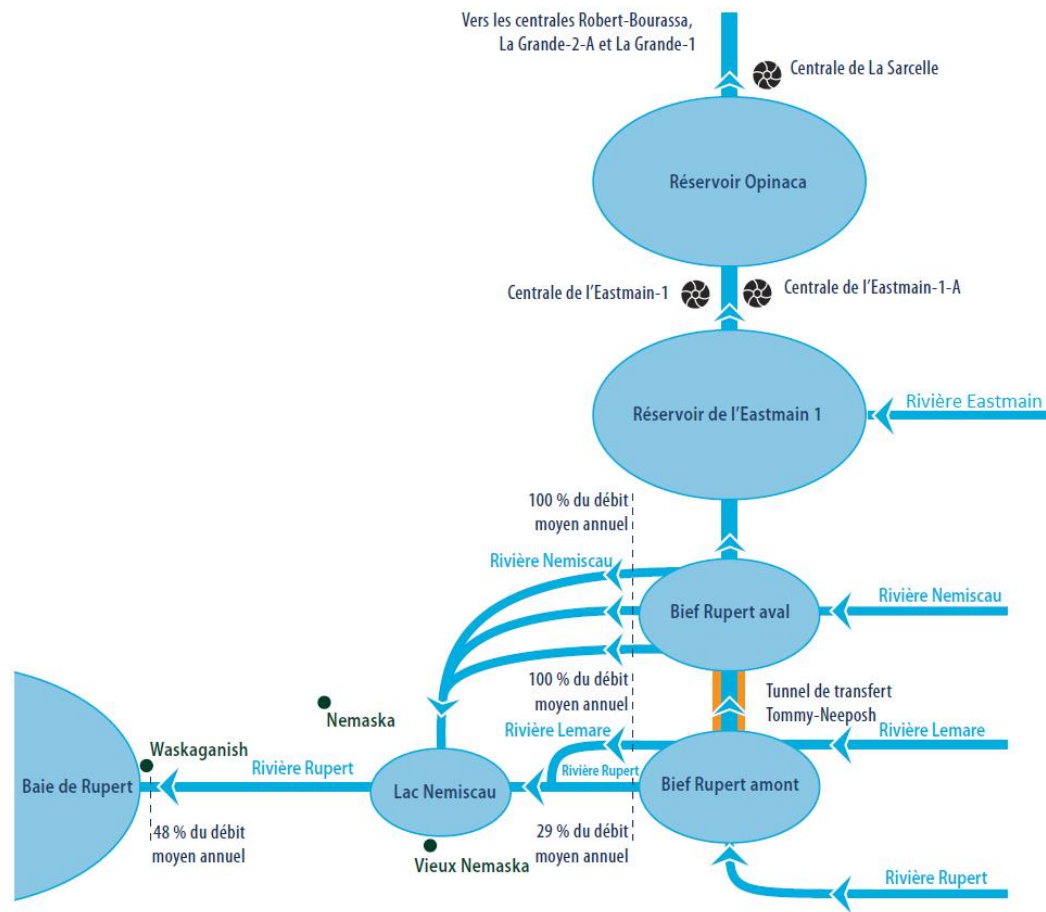 Vers les centrales Robert-Bourassa,
La Grande-2-A et La Grande-1
Centrale de La Sarcelle
Réservoir Opinaca
Centrale de l'Eastmain-1
Centrale de l'Eastmain-1-A
Rivière Eastmain
Réservoir de l'Eastmain 1
100 % du débit
moyen annuel
Rivière Nemiscau
Rivière Nemiscau
Bief Rupert aval
100 % du débit
moyen annuel
Tunnel de transfert
Tommy-Neeposh
Nemaska
Rivière Lemare
Rivière Lemare
Waskaganish
Rivière Rupert
Rivière Rupert
Baie de Rupert
Lac Nemiscau
Bief Rupert amont
48 % du débit
moyen annuel
29 % du débit
moyen annuel
Vieux Nemaska
Rivière Rupert